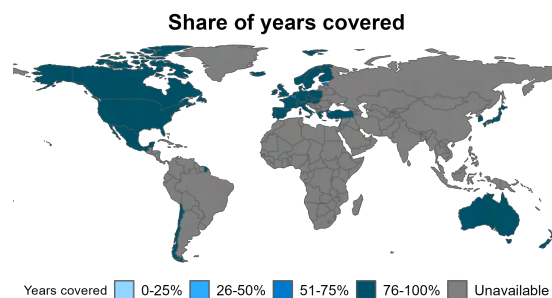 Share of years covered
Years covered 0-25% 26-50% 51-75% 76-100% Unavailable